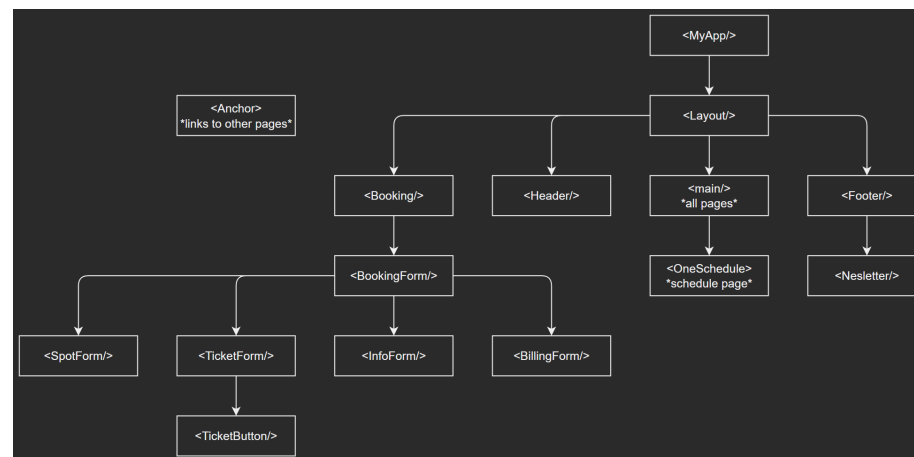 <MyApp/>
<Anchor>
*links to other pages*
<Layout/>
<Booking/>
<Header/>
<main/>
*all pages*
<Footer/>
<BookingForm/>
<OneSchedule>
*schedule page*
<Nesletter/>
<SpotForm/>
<TicketForm/>
<InfoForm/>
<BillingForm/>
<TicketButton/>